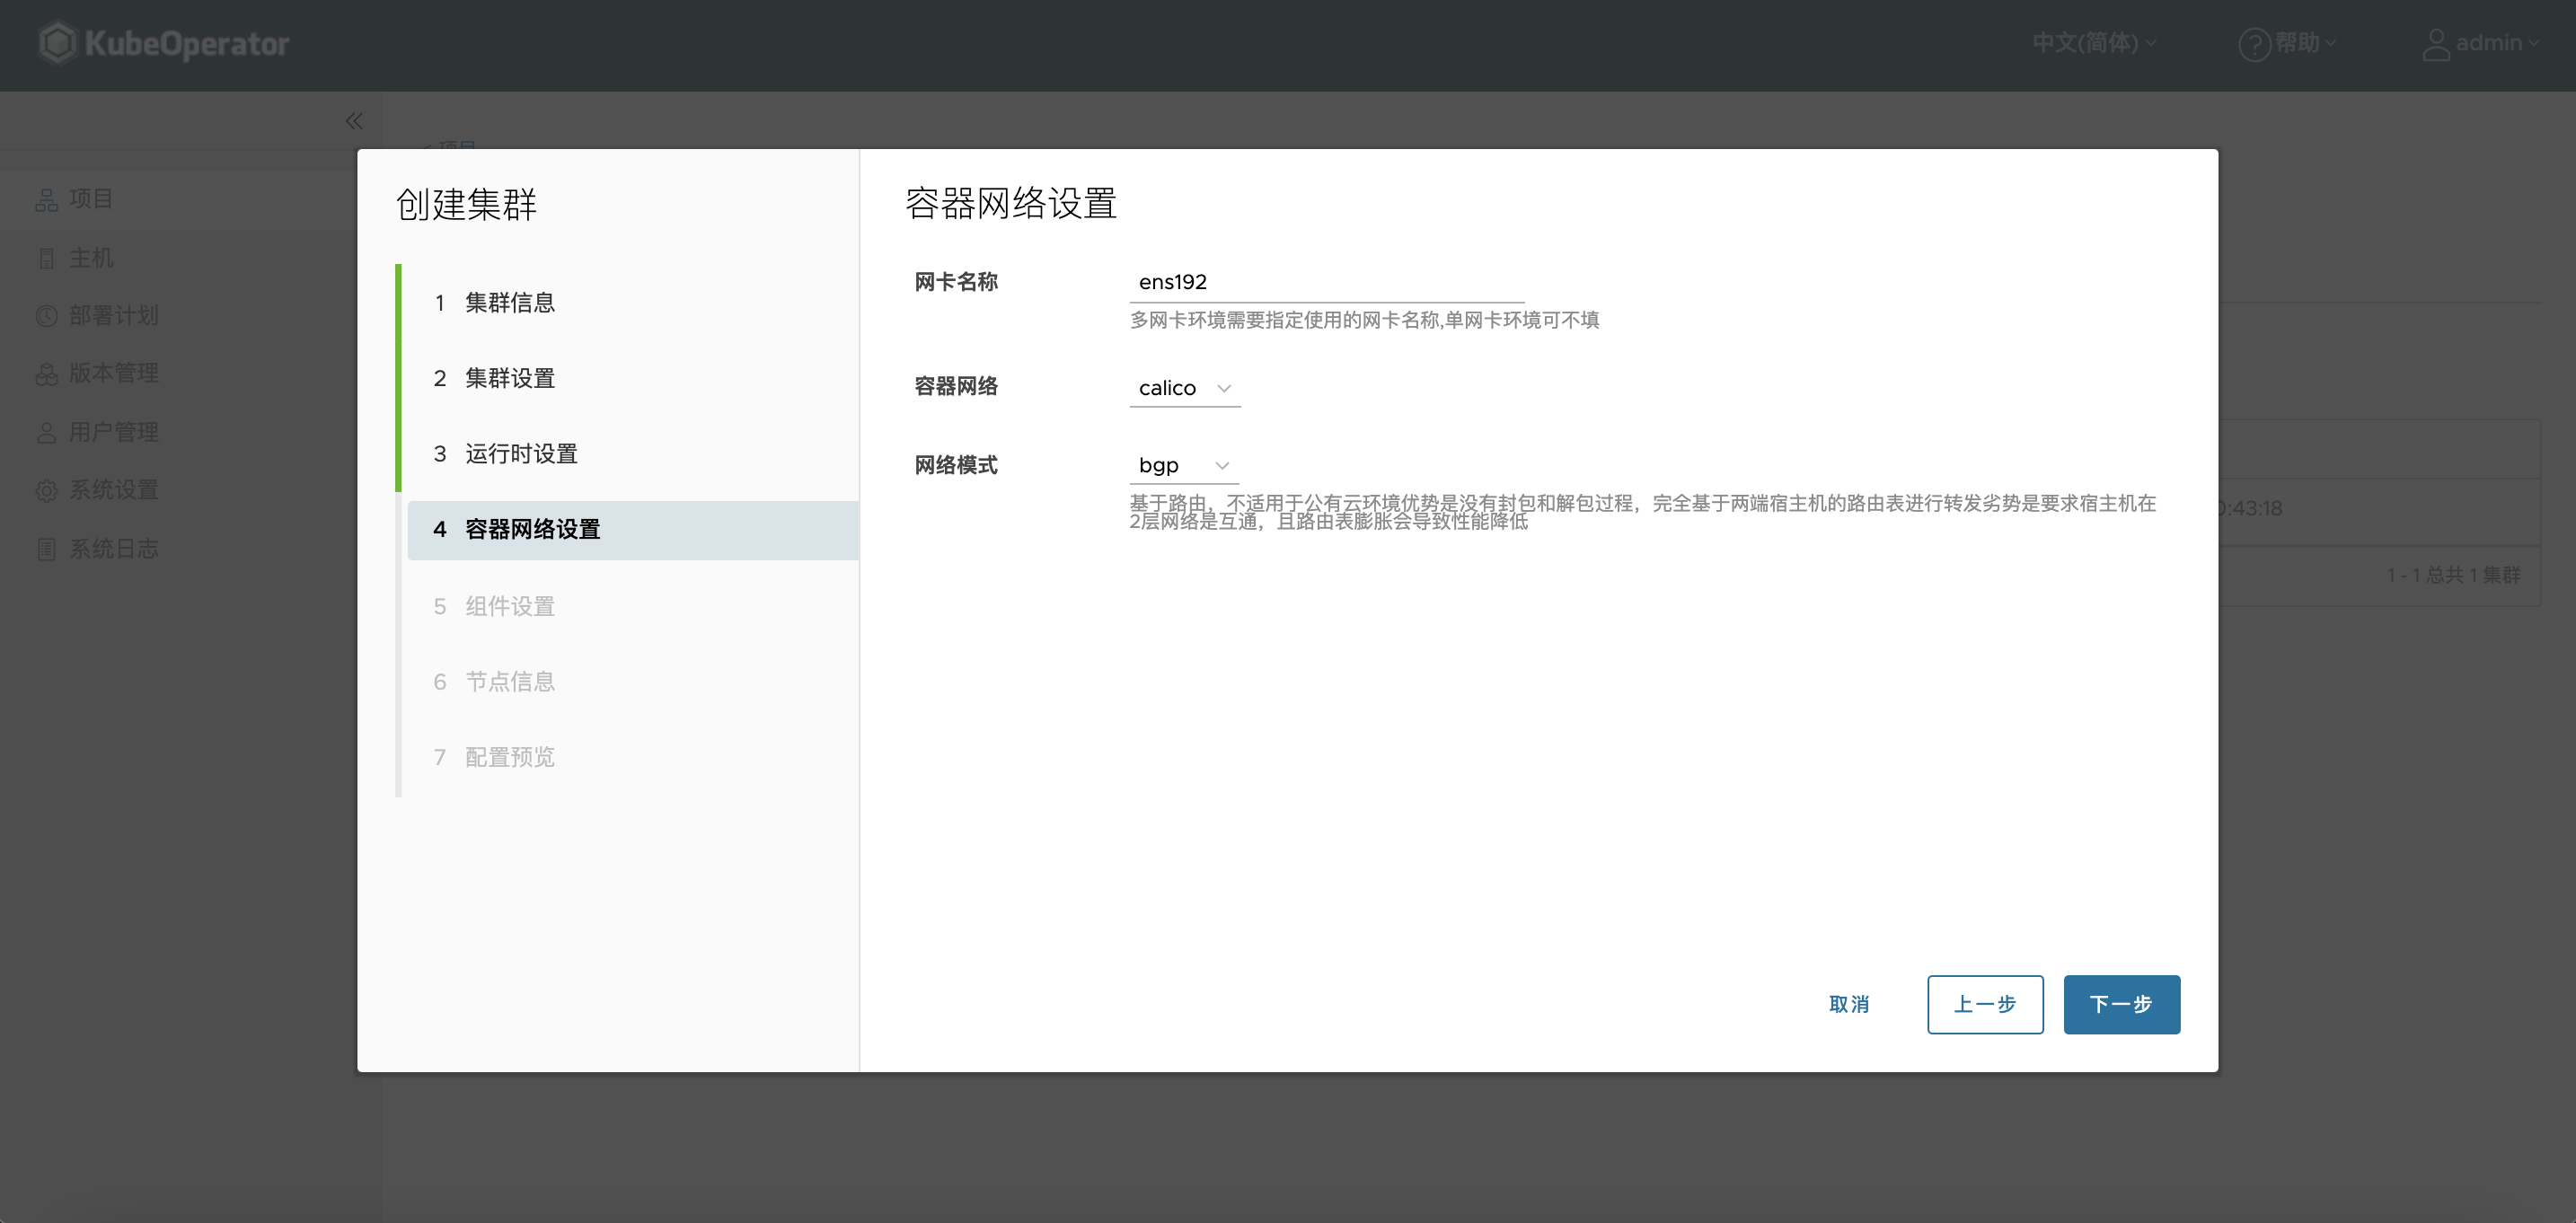 KubeOperator
中文(简体)
帮助
admin
项目
主机
部署计划
版本管理
用户管理
系统设置
系统日志
创建集群
1 集群信息
2 集群设置
3 运行时设置
4 容器网络设置
5 组件设置
6 节点信息
7 配置预览
容器网络设置
网卡名称
ens192
多网卡环境需要指定使用的网卡名称,单网卡环境可不填
容器网络
calico
网络模式
bgp
基于路由，不适用于公有云环境优势是没有封包和解包过程，完全基于两端宿主机的路由表进行转发劣势是要求宿主机在
2层网络是互通，且路由表膨胀会导致性能降低
:43:18
1 - 1 总共 1 集群
取消
上一步
下一步